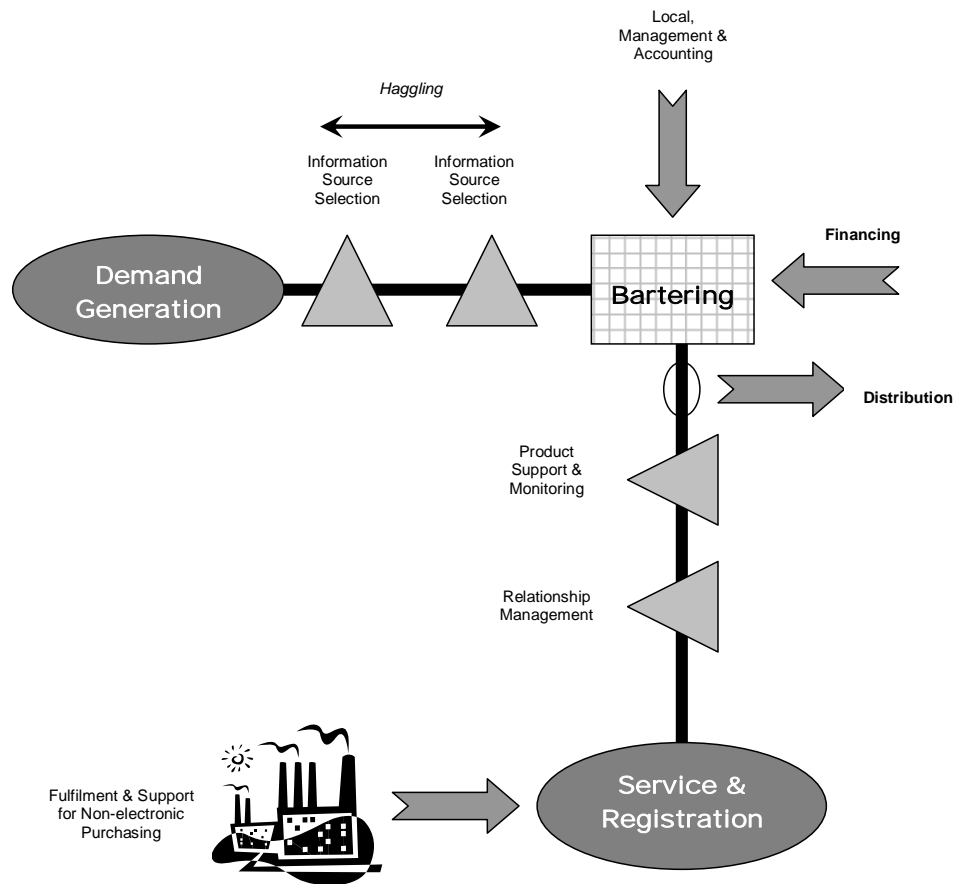 Local,
Management &
Accounting
Haggling
Information
Source
Selection
Information
Source
Selection
Financing
Demand
Generation
Bartering
Distribution
Product
Support &
Monitoring
Relationship
Management
Fulfilment & Support
for Non-electronic
Purchasing
Service &
Registration